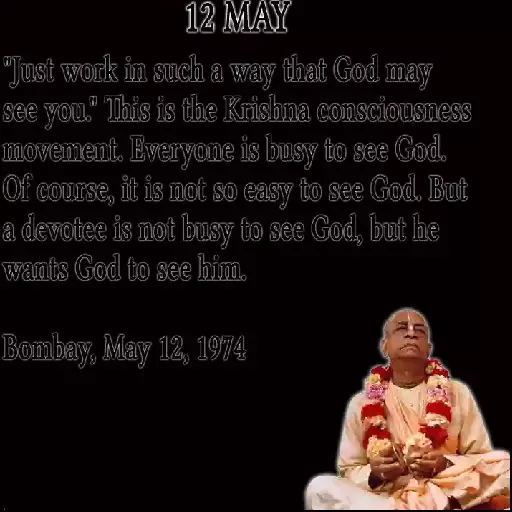 12 MAY
"Just work in such a way that God may
see you." This is the Krishna consciousness
movement. Everyone is busy to see God.
Of course, it is not so easy to see God. But
a devotee is not busy to see God, but he
wants God to see him.
Bombay, May 12, 1974